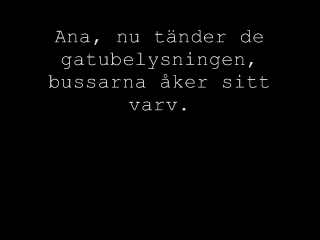 Ana, nu tänder de
gatubelysningen,
bussarna åker sitt
varv.